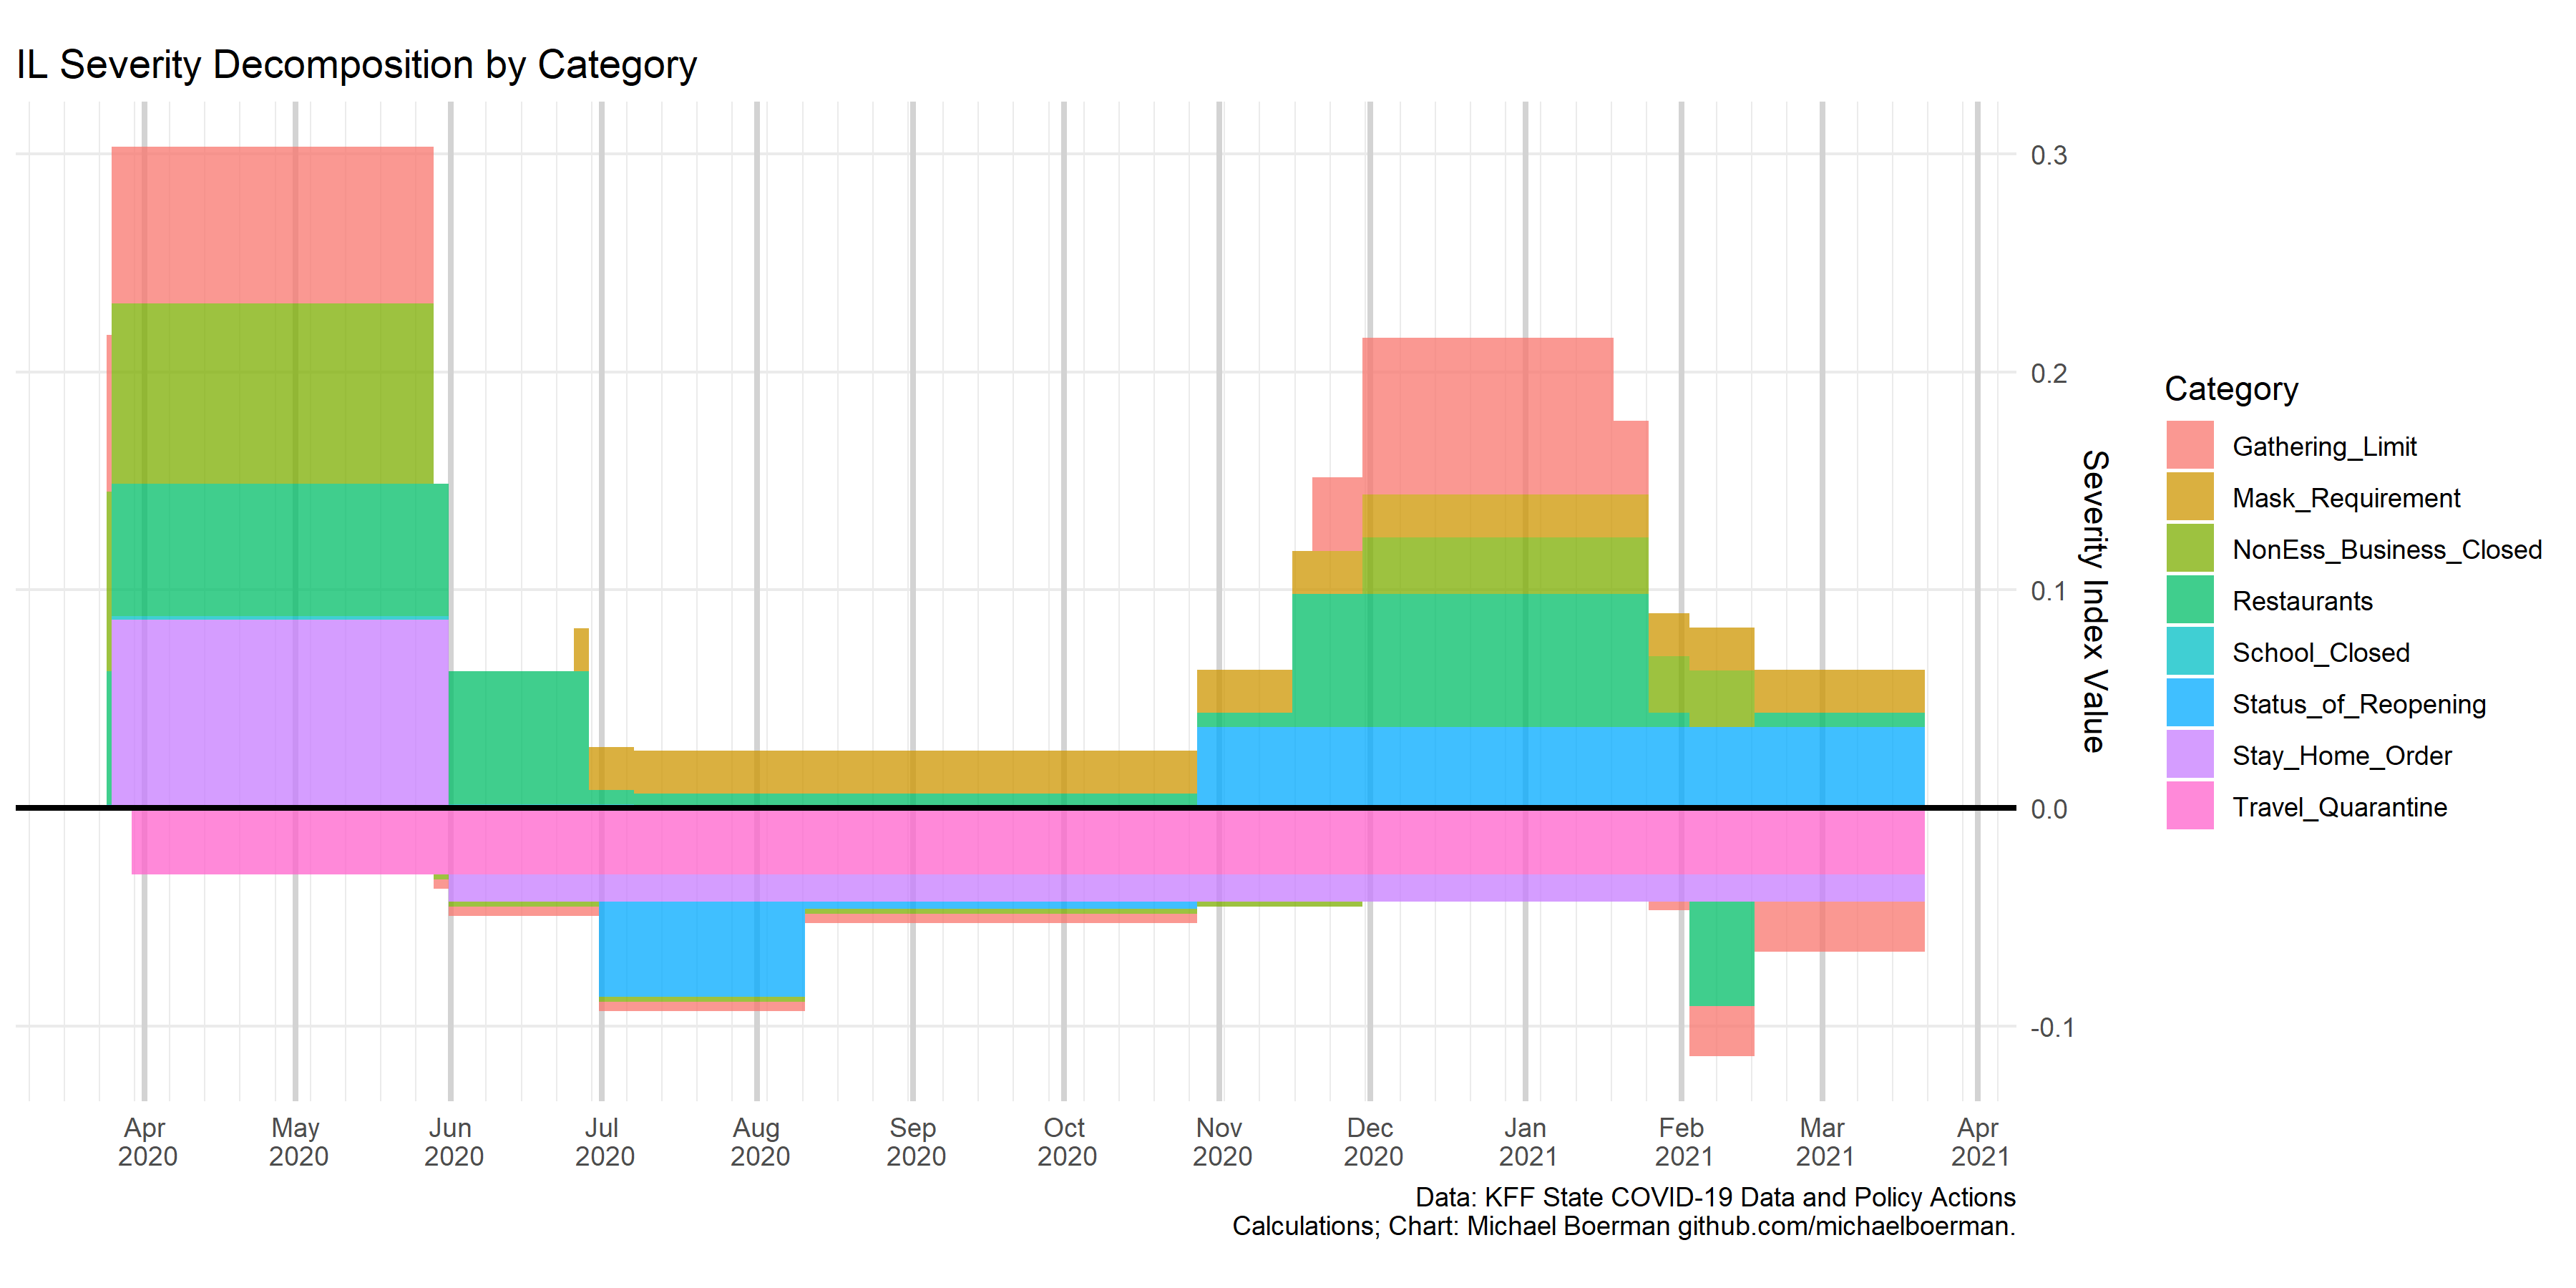 IL Severity Decomposition by Category
0.3
0.2
0.1
0.0
-0.1
Severity Index Value
Apr
2020
May
2020
Jun
2020
Jul
2020
Aug
2020
Sep
2020
Oct
2020
Nov
2020
Dec
2020
Jan
2021
Feb
2021
Mar
2021
Apr
2021
Category
Gathering_Limit
Mask_Requirement
NonEss_Business_Closed
Restaurants
School_Closed
Status_of_Reopening
Stay_Home_Order
Travel_Quarantine
Data: KFF State COVID-19 Data and Policy Actions
Calculations; Chart: Michael Boerman github.com/michaelboerman.